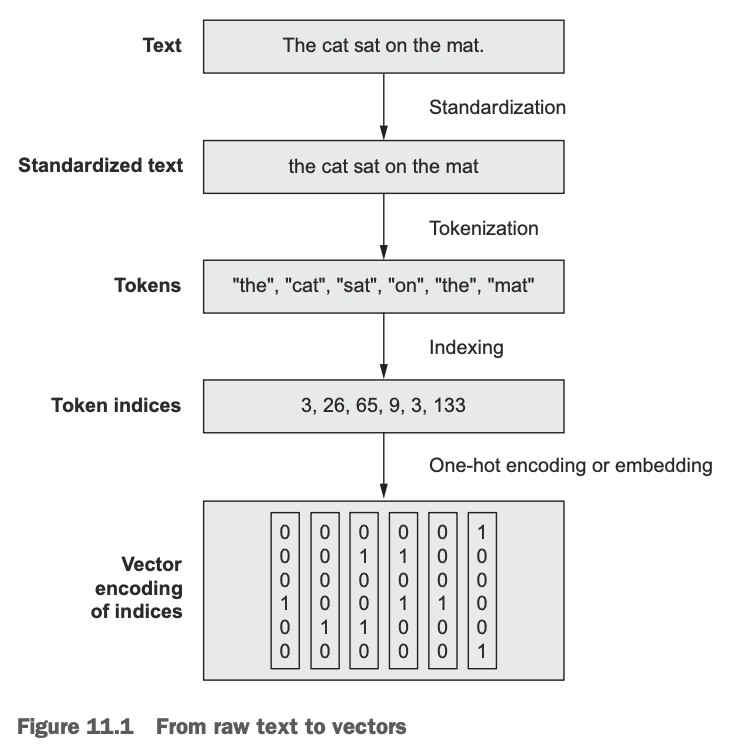 Text
The cat sat on the mat.
Standardization
Standardized text
the cat sat on the mat
Tokenization
Tokens
"the", "cat", "sat", "on", "the", "mat"
Indexing
Token indices
3, 26, 65, 9, 3, 133
One-hot encoding or embedding
Vector
encoding
of indices
0 0 0 0 0 1
0 0 1 1 0 0
0 0 0 0 0 0
1 0 0 1 1 0
0 1 1 0 0 0
0 0 0 0 0 1
Figure 11.1 From raw text to vectors